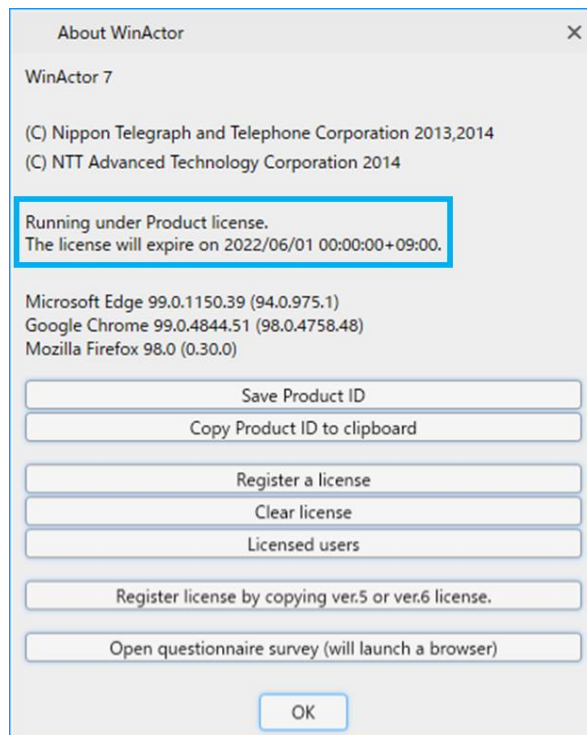 About WinActor
WinActor 7
(C) Nippon Telegraph and Telephone Corporation 2013,2014
(C) NTT Advanced Technology Corporation 2014
Running under Product license.
The license will expire on 2022/06/01 00:00:00+09:00.
Microsoft Edge 99.0.1150.39 (94.0.975.1)
Google Chrome 99.0.4844.51 (98.0.4758.48)
Mozilla Firefox 98.0 (0.30.0)
Save Product ID
Copy Product ID to clipboard
Register a license
Clear license
Licensed users
Register license by copying ver.5 or ver.6 license.
Open questionnaire survey (will launch a browser)
OK